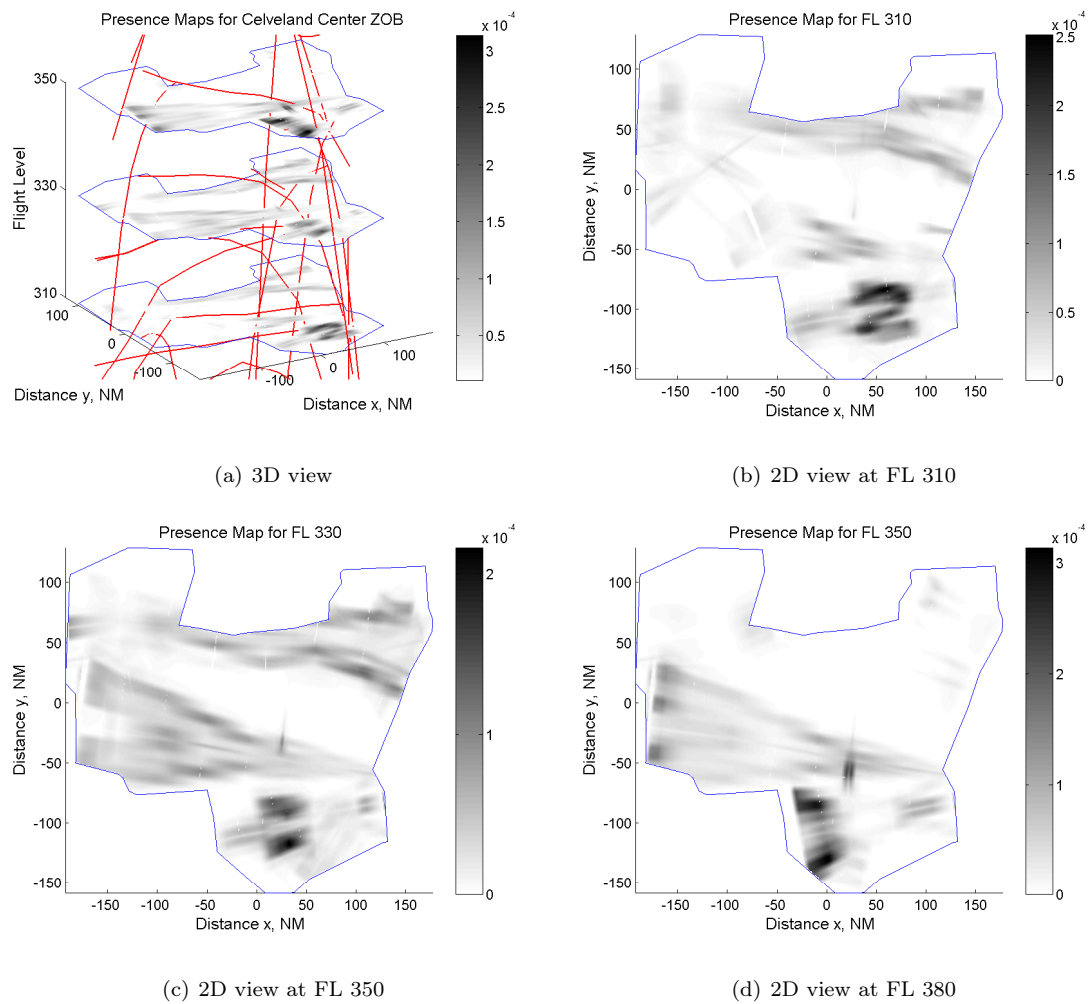 Presence Maps for Celveland Center ZOB
x 10⁻⁴
350
330
310
Flight Level
100
0
-100
Distance y, NM
-100
0
100
Distance x, NM
3
2.5
2
1.5
1
0.5
(a) 3D view
Presence Map for FL 310
x 10⁻⁴
100
50
0
-50
-100
-150
Distance y, NM
-150 -100 -50 0 50 100 150
Distance x, NM
2.5
2
1.5
1
0.5
0
(b) 2D view at FL 310
Presence Map for FL 330
x 10⁻⁴
100
50
0
-50
-100
-150
Distance y, NM
-150 -100 -50 0 50 100 150
Distance x, NM
2
1
0
(c) 2D view at FL 350
Presence Map for FL 350
x 10⁻⁴
100
50
0
-50
-100
-150
Distance y, NM
-150 -100 -50 0 50 100 150
Distance x, NM
3
2
1
0
(d) 2D view at FL 380